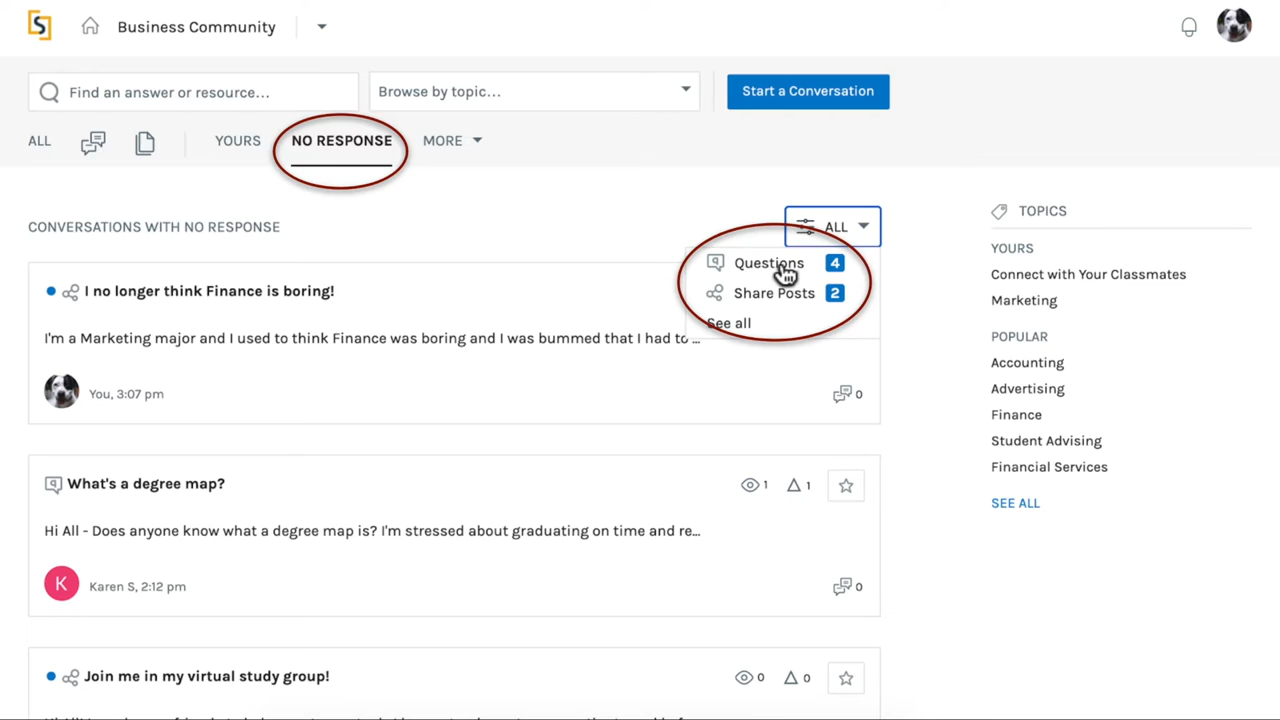 S
Business Community
Find an answer or resource...
Browse by topic...
Start a Conversation
ALL
YOURS
NO RESPONSE
MORE
CONVERSATIONS WITH NO RESPONSE
ALL
Questions 4
Share Posts 2
See all
I no longer think Finance is boring!
I'm a Marketing major and I used to think Finance was boring and I was bummed that I had to ...
You, 3:07 pm
0
What's a degree map?
1
1
Hi All - Does anyone know what a degree map is? I'm stressed about graduating on time and re...
K
Karen S, 2:12 pm
0
Join me in my virtual study group!
0
0
TOPICS
YOURS
Connect with Your Classmates
Marketing
POPULAR
Accounting
Advertising
Finance
Student Advising
Financial Services
SEE ALL